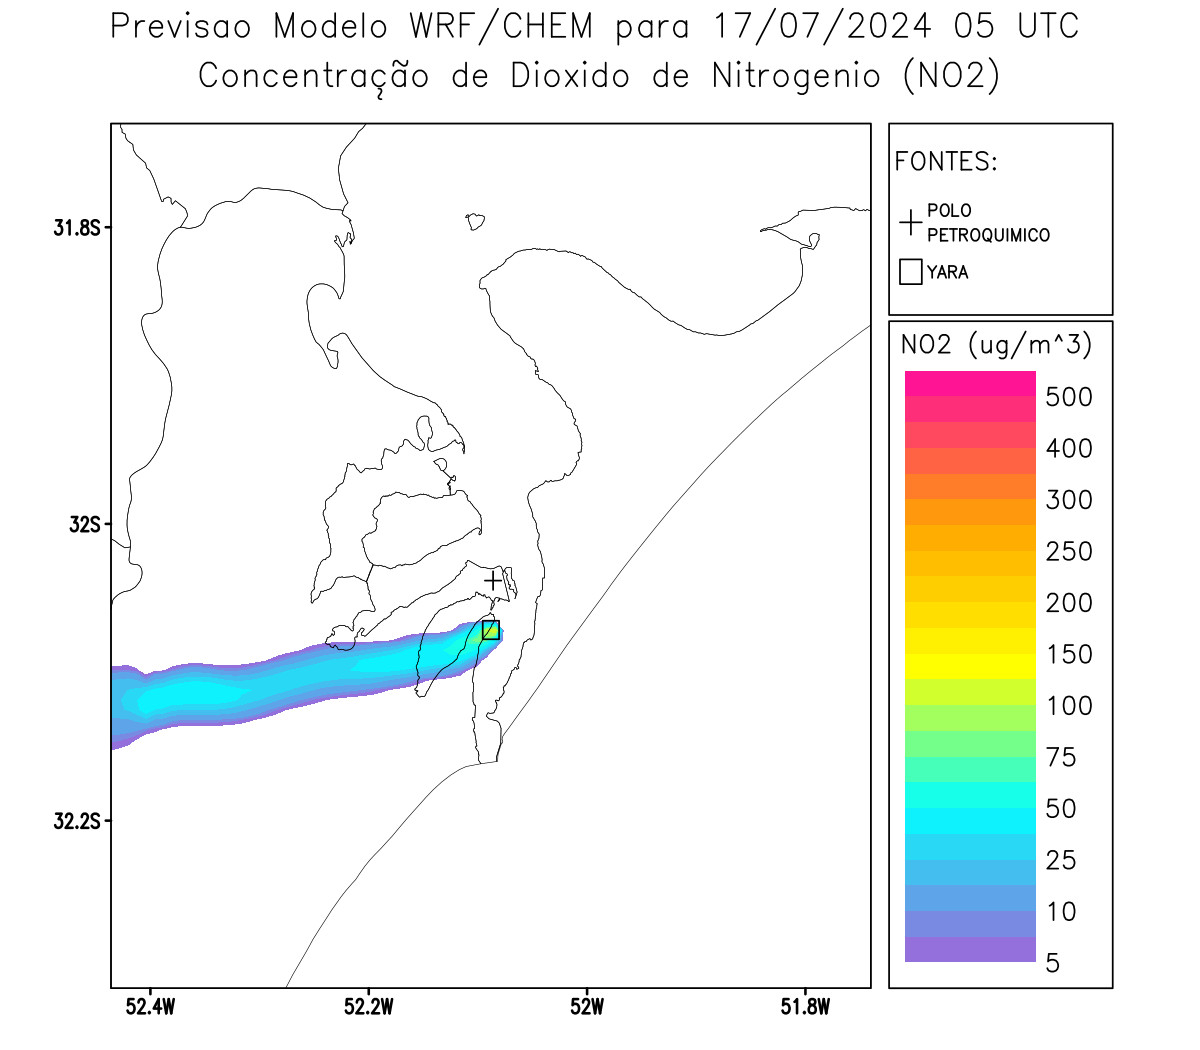 Previsao Modelo WRF/CHEM para 17/07/2024 05 UTC
Concentração de Dioxido de Nitrogenio (NO2)
FONTES:
POLO
PETROQUIMICO
YARA
NO2 (ug/m^3)
500
400
300
250
200
150
100
75
50
25
10
5
31.8S
32S
32.2S
52.4W
52.2W
52W
51.8W